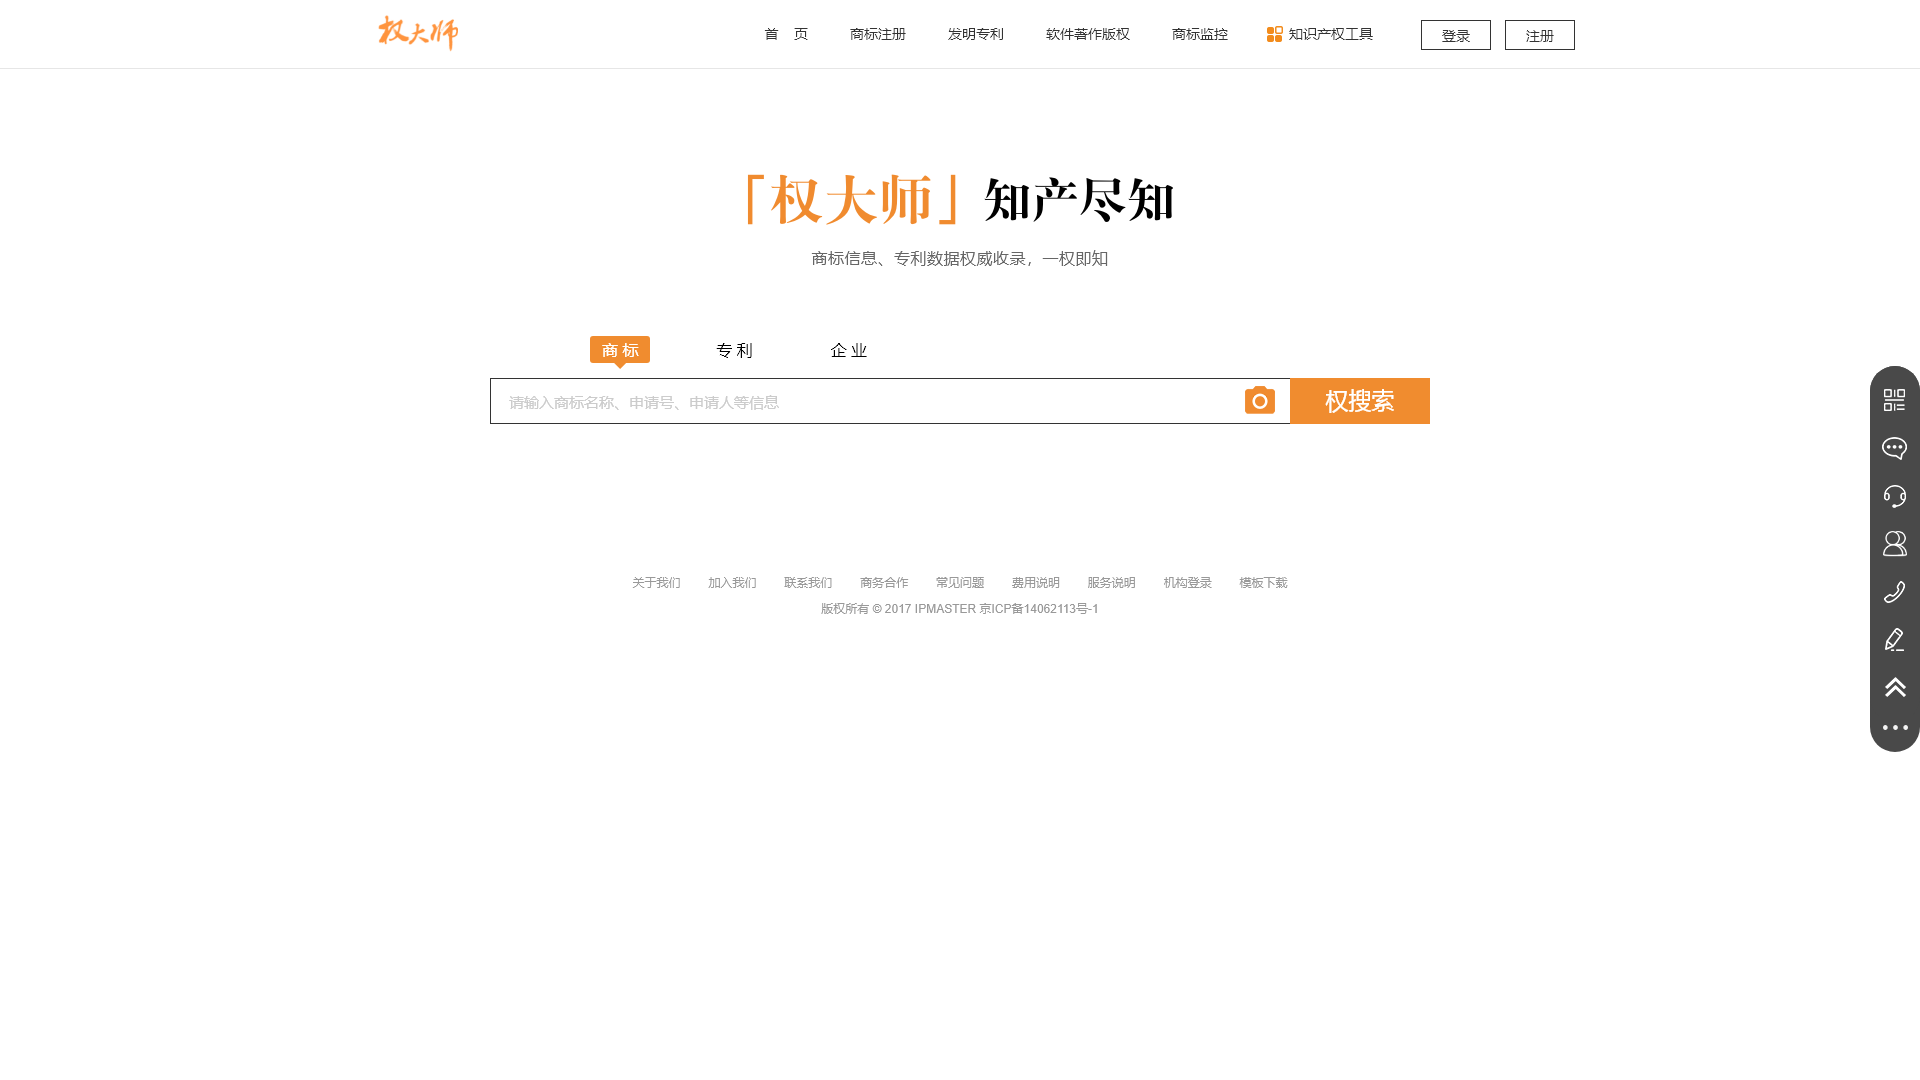 权大师
首 页 商标注册 发明专利 软件著作版权 商标监控 知识产权工具 登录 注册
「权大师」知产尽知
商标信息、专利数据权威收录，一权即知
商标 专利 企业
请输入商标名称、申请号、申请人等信息 权搜索
关于我们 加入我们 联系我们 商务合作 常见问题 费用说明 服务说明 机构登录 模板下载
版权所有 © 2017 IPMASTER 京ICP备14062113号-1